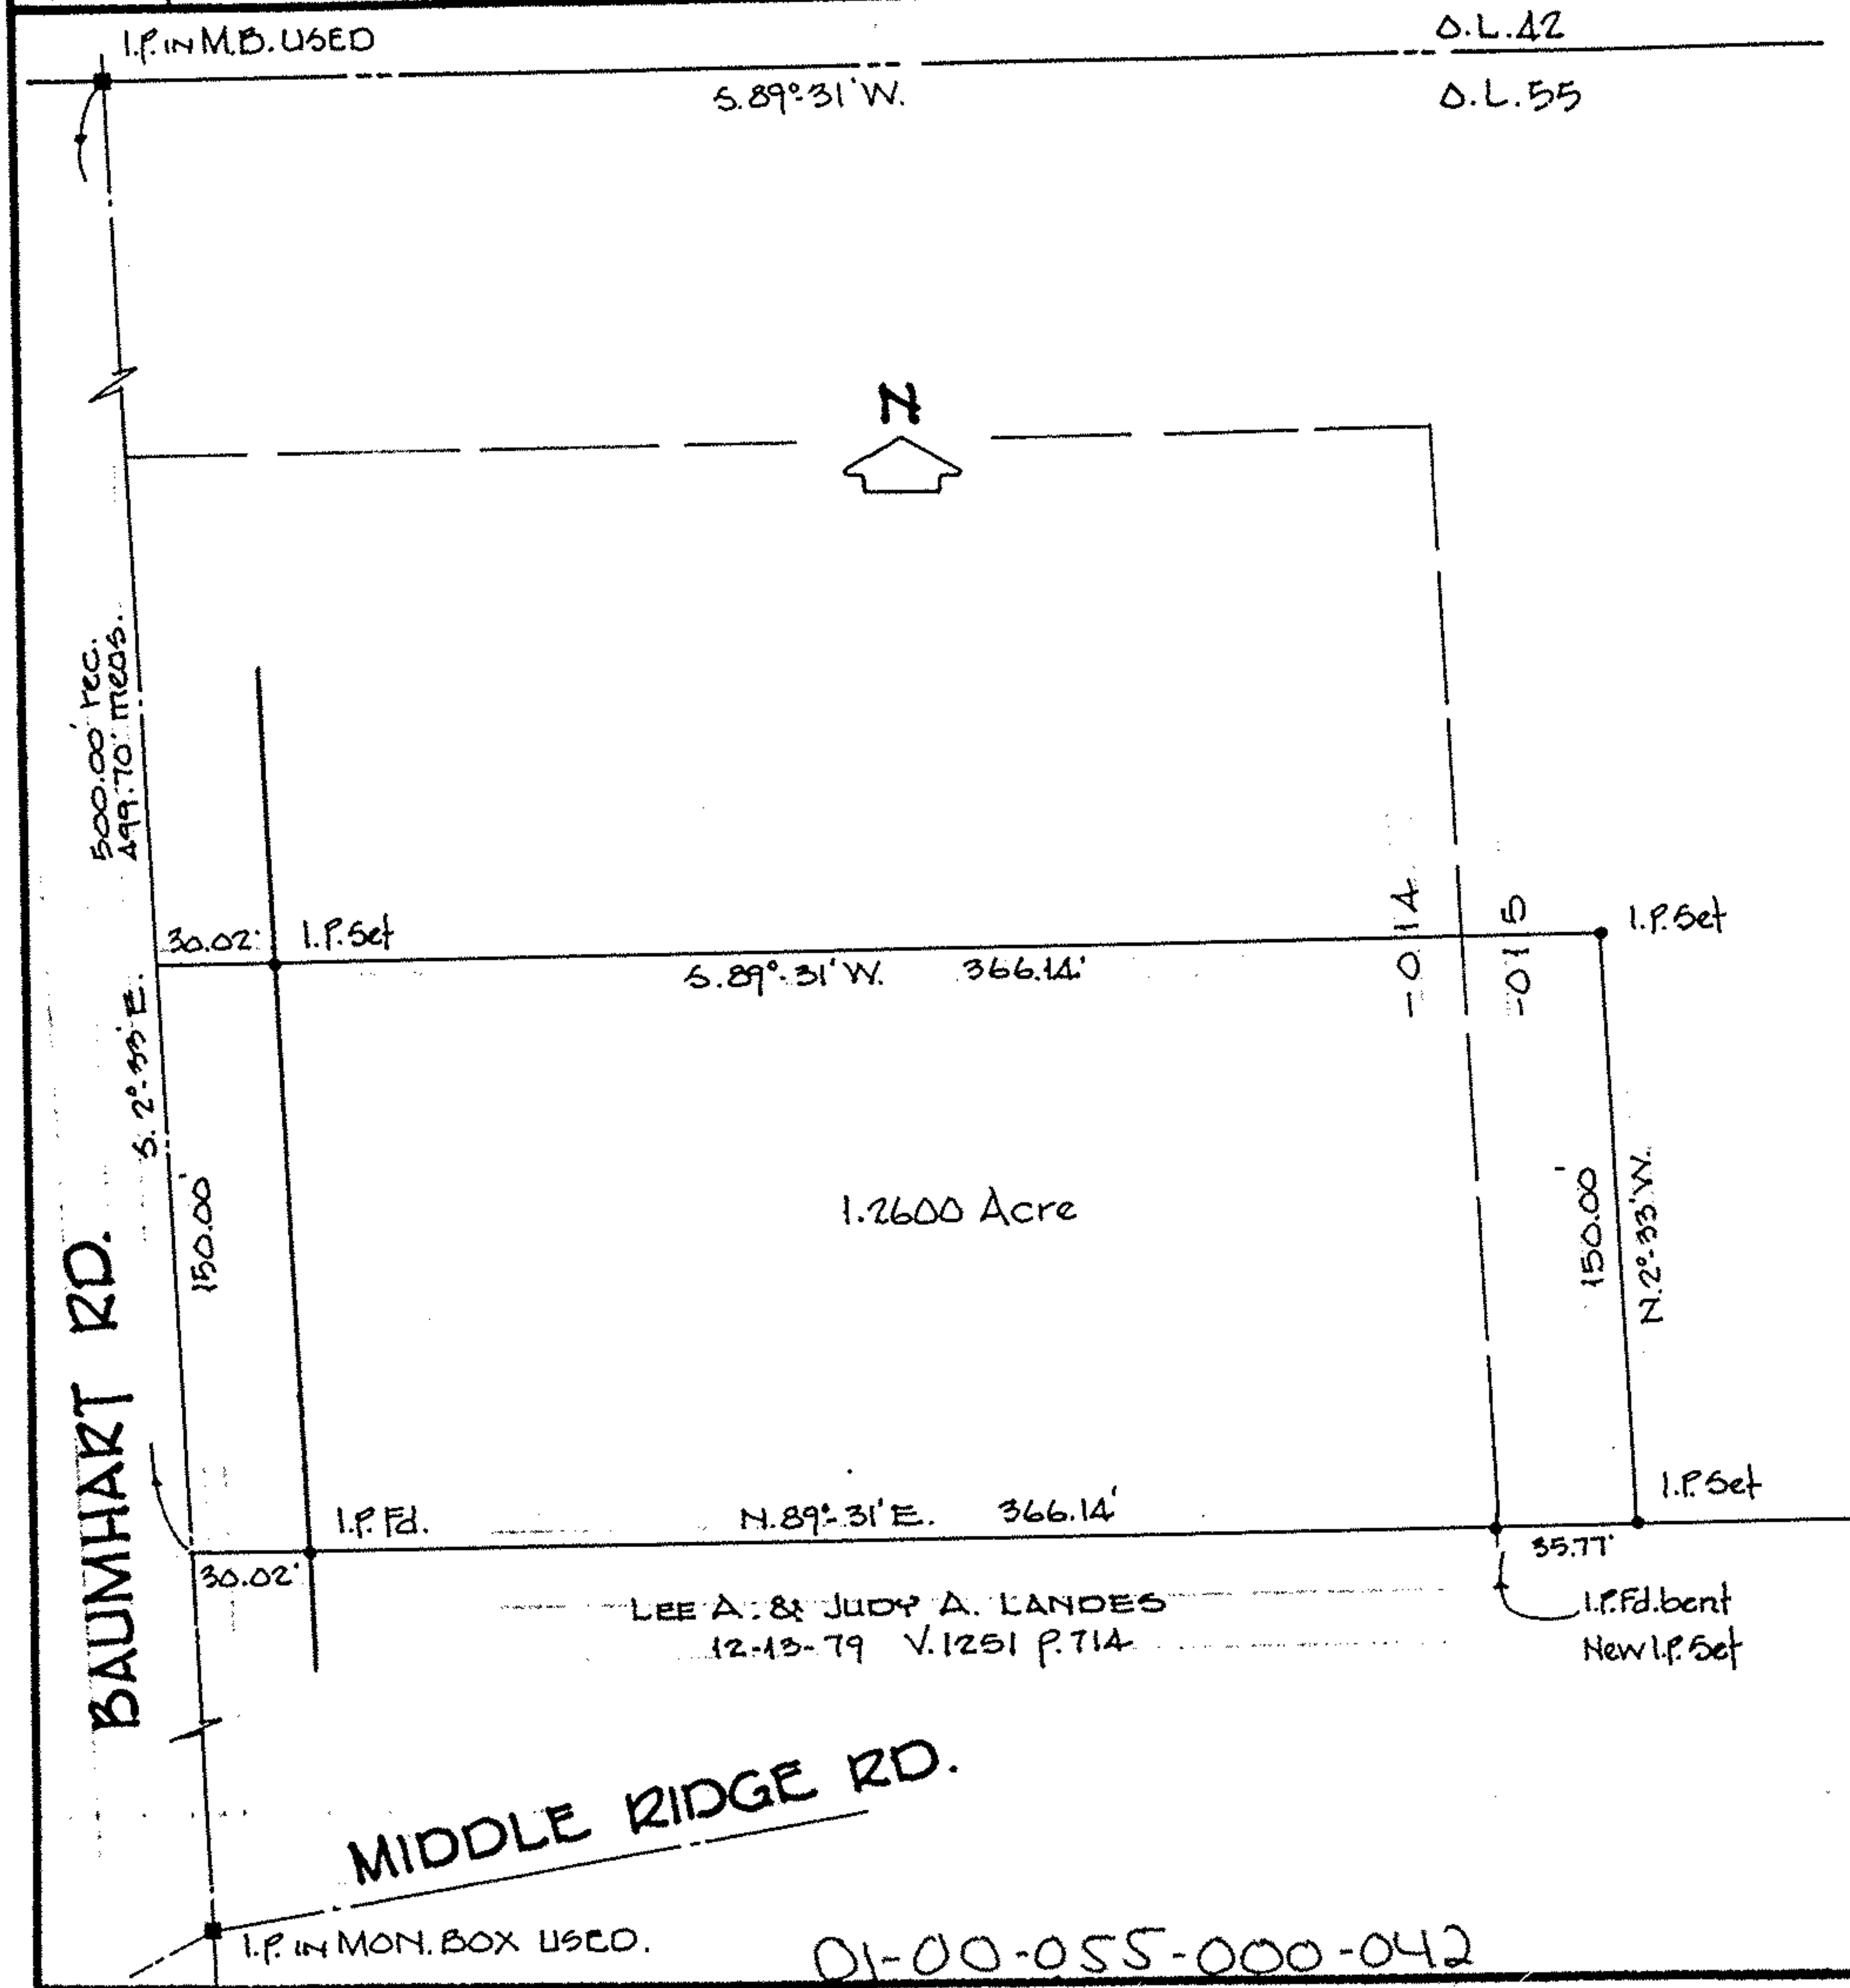 I.P. IN M.B. USED
O.L. 42
S. 89°-31' W.
O.L. 55
N
500.00' rec.
499.70' meas.
30.02'
I.P. Set
S. 89°-31' W. 366.14'
-014
-015
I.P. Set
S. 2°-33' E.
150.00'
1.2600 Acre
150.00'
N. 2°-33' W.
BAUMHART RD.
I.P. Fd.
N. 89°-31' E. 366.14'
I.P. Set
30.02'
35.77'
LEE A. & JUDY A. LANDES
12-13-79 V. 1251 P. 714
I.P. Fd. bent
New I.P. Set
MIDDLE RIDGE RD.
I.P. IN MON. BOX USED.
01-00-055-000-042